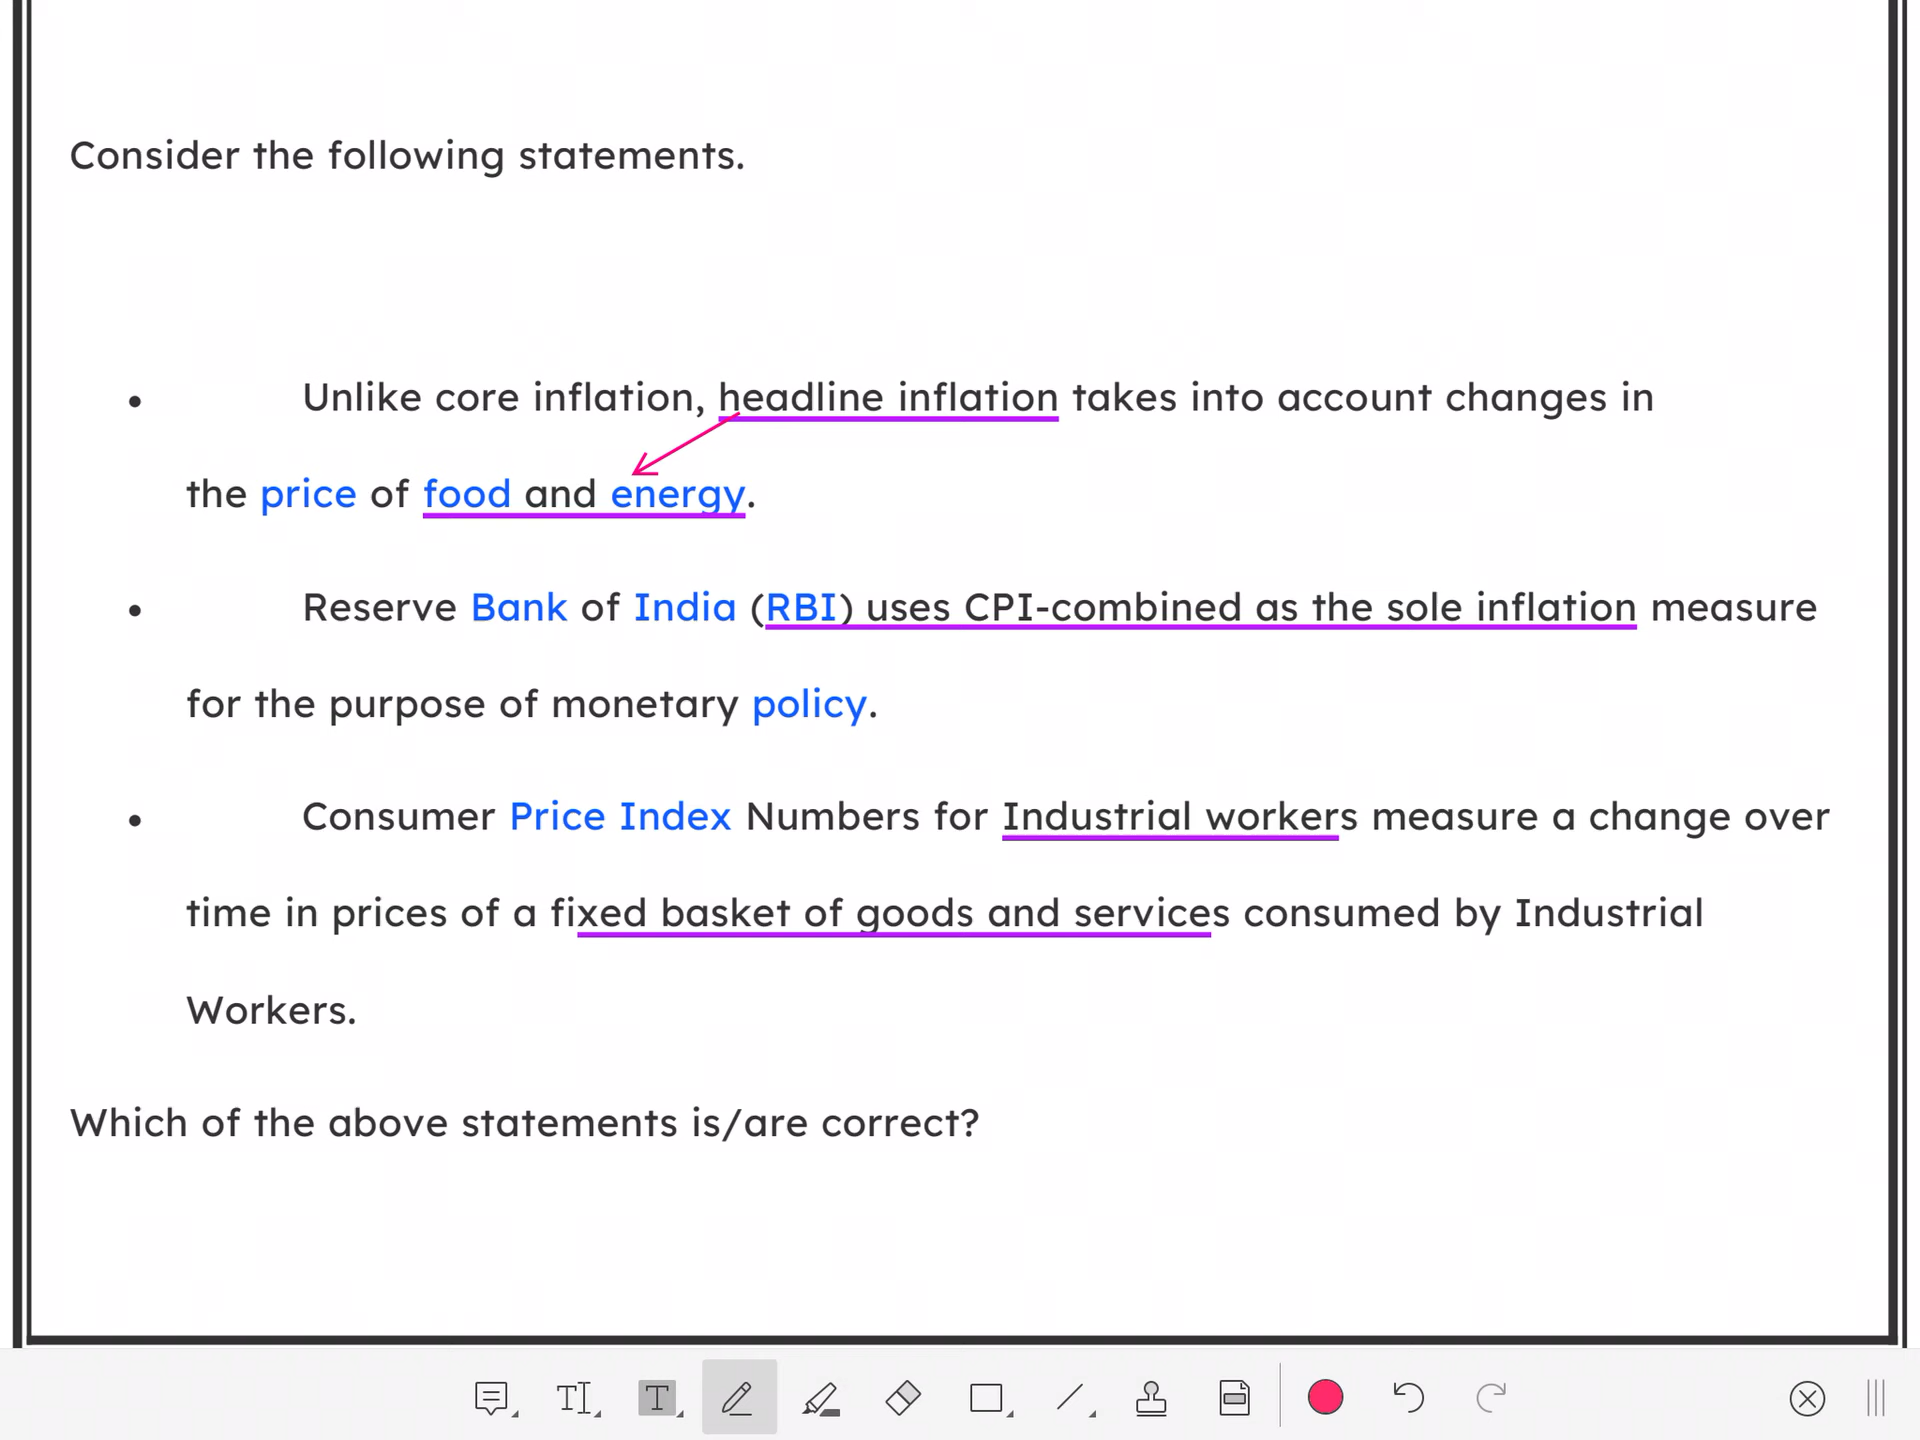 Consider the following statements.
• Unlike core inflation, headline inflation takes into account changes in
the price of food and energy.
• Reserve Bank of India (RBI) uses CPI-combined as the sole inflation measure
for the purpose of monetary policy.
• Consumer Price Index Numbers for Industrial workers measure a change over
time in prices of a fixed basket of goods and services consumed by Industrial
Workers.
Which of the above statements is/are correct?